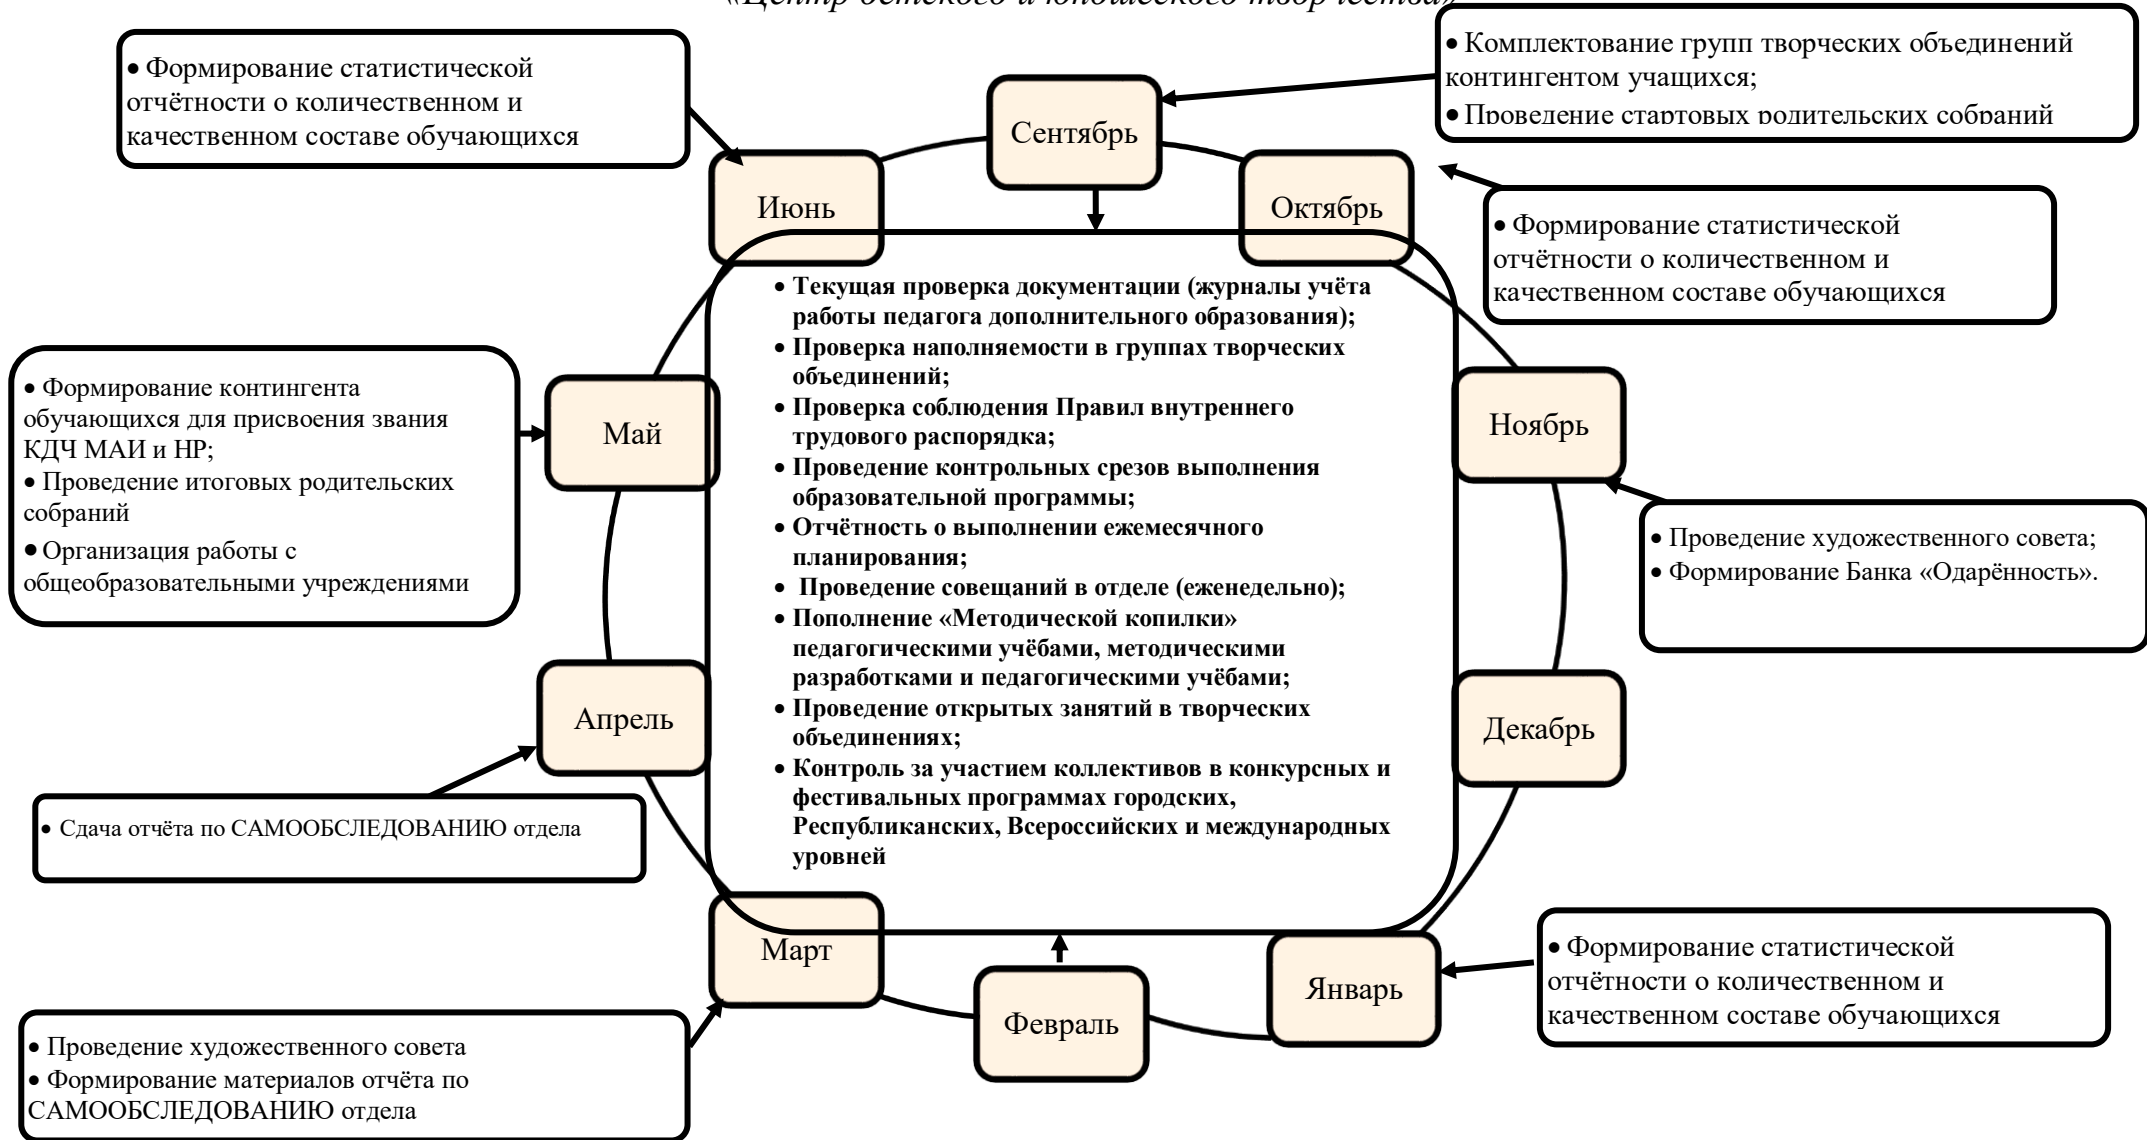 «Центр детского и юношеского творчества»
• Формирование статистической
отчётности о количественном и
качественном составе обучающихся
• Комплектование групп творческих объединений
контингентом учащихся;
• Проведение стартовых родительских собраний
Сентябрь
Июнь
Октябрь
• Формирование статистической
отчётности о количественном и
качественном составе обучающихся
• Текущая проверка документации (журналы учёта
работы педагога дополнительного образования);
• Проверка наполняемости в группах творческих
объединений;
• Проверка соблюдения Правил внутреннего
трудового распорядка;
• Проведение контрольных срезов выполнения
образовательной программы;
• Отчётность о выполнении ежемесячного
планирования;
• Проведение совещаний в отделе (еженедельно);
• Пополнение «Методической копилки»
педагогическими учёбами, методическими
разработками и педагогическими учёбами;
• Проведение открытых занятий в творческих
объединениях;
• Контроль за участием коллективов в конкурсных и
фестивальных программах городских,
Республиканских, Всероссийских и международных
уровней
• Формирование контингента
обучающихся для присвоения звания
КДЧ МАИ и НР;
• Проведение итоговых родительских
собраний
• Организация работы с
общеобразовательными учреждениями
Май
Ноябрь
• Проведение художественного совета;
• Формирование Банка «Одарённость».
Апрель
Декабрь
• Сдача отчёта по САМООБСЛЕДОВАНИЮ отдела
Март
Февраль
Январь
• Формирование статистической
отчётности о количественном и
качественном составе обучающихся
• Проведение художественного совета
• Формирование материалов отчёта по
САМООБСЛЕДОВАНИЮ отдела